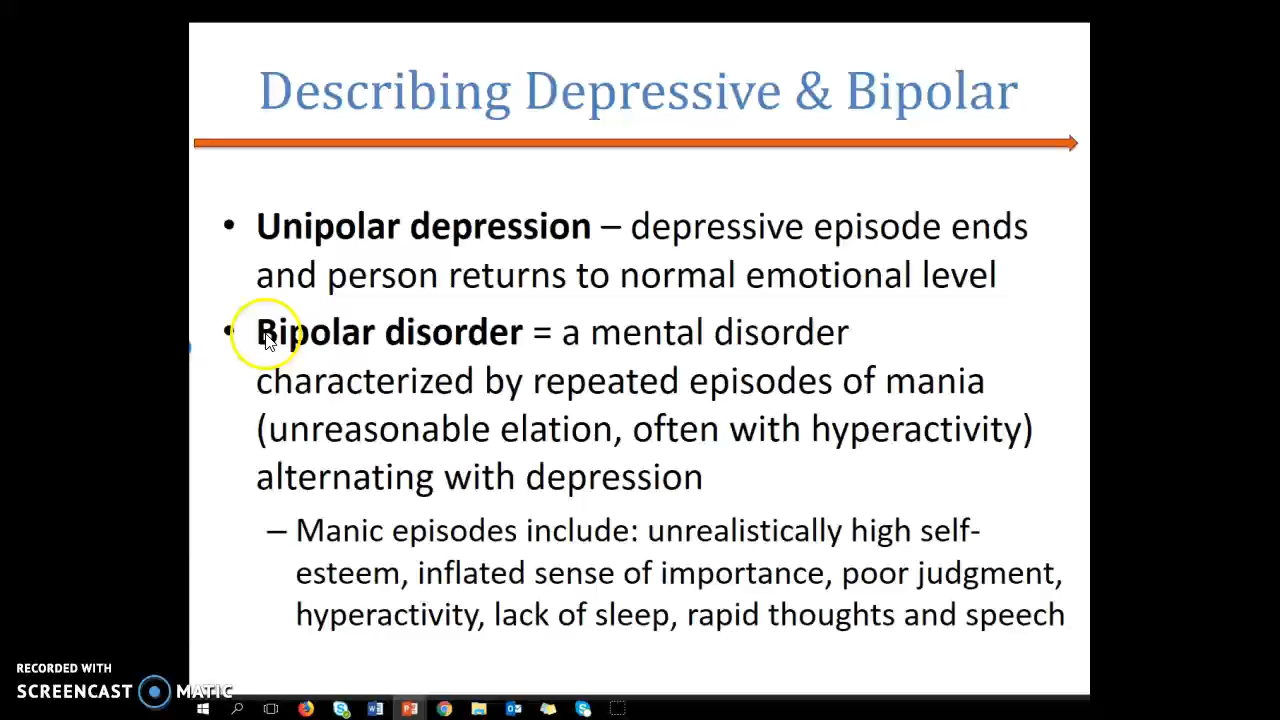 Describing Depressive & Bipolar
• Unipolar depression – depressive episode ends
and person returns to normal emotional level
• Bipolar disorder = a mental disorder
characterized by repeated episodes of mania
(unreasonable elation, often with hyperactivity)
alternating with depression
– Manic episodes include: unrealistically high self-
esteem, inflated sense of importance, poor judgment,
hyperactivity, lack of sleep, rapid thoughts and speech
RECORDED WITH
SCREENCAST MATIC